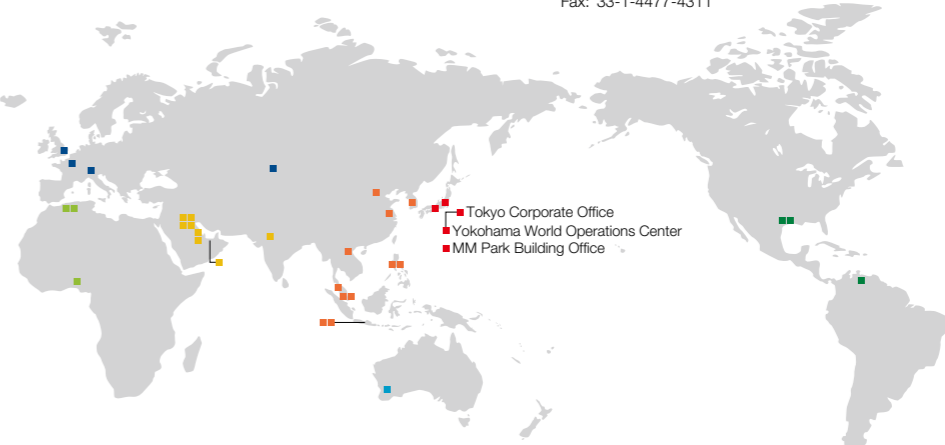 Fax: 33-1-4477-4311
Tokyo Corporate Office
Yokohama World Operations Center
MM Park Building Office